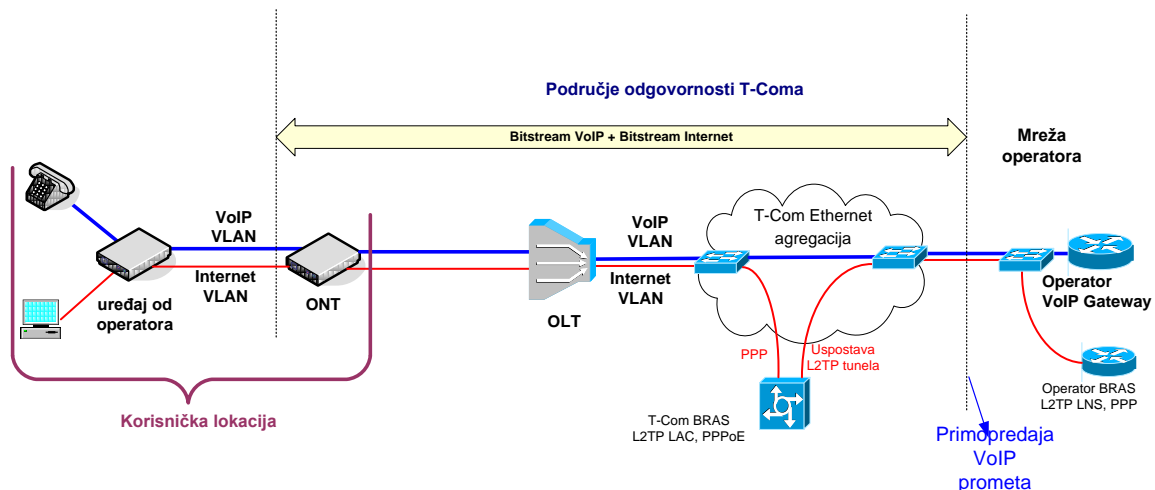 Područje odgovornosti T-Coma
Bitstream VoIP + Bitstream Internet
Mreža
operatora
VoIP
VLAN
Internet
VLAN
uređaj od
operatora
ONT
Korisnička lokacija
OLT
VoIP
VLAN
Internet
VLAN
T-Com Ethernet
agregacija
PPP
Uspostava
L2TP tunela
T-Com BRAS
L2TP LAC, PPPoE
Operator
VoIP Gateway
Operator BRAS
L2TP LNS, PPP
Primopredaja
VoIP
prometa